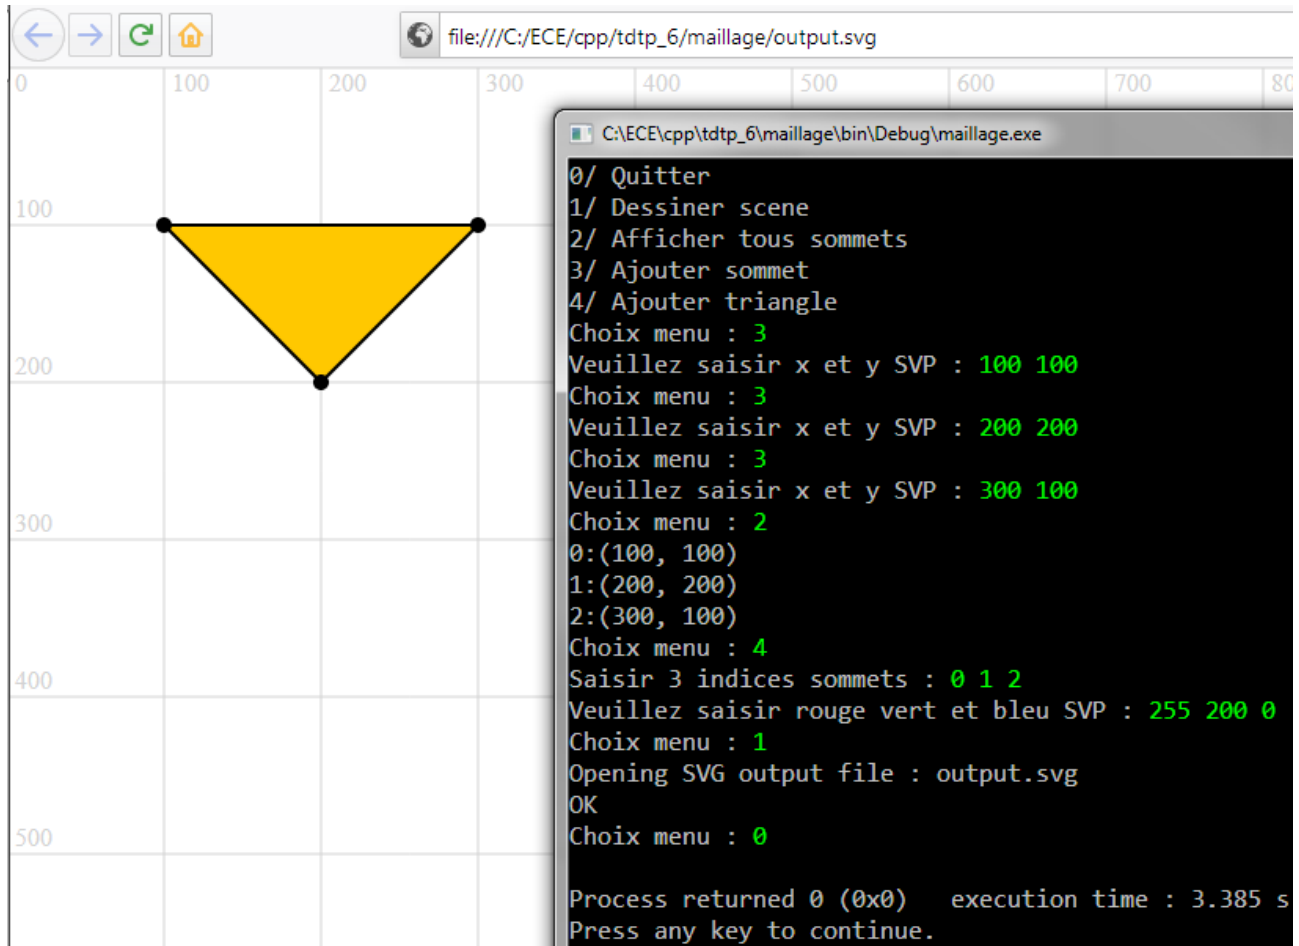 file:///C:/ECE/cpp/tdtp_6/maillage/output.svg
0 100 200 300 400 500 600 700 80
C:\ECE\cpp\tdtp_6\maillage\bin\Debug\maillage.exe
0/ Quitter
1/ Dessiner scene
2/ Afficher tous sommets
3/ Ajouter sommet
4/ Ajouter triangle
Choix menu : 3
Veuillez saisir x et y SVP : 100 100
Choix menu : 3
Veuillez saisir x et y SVP : 200 200
Choix menu : 3
Veuillez saisir x et y SVP : 300 100
Choix menu : 2
0:(100, 100)
1:(200, 200)
2:(300, 100)
Choix menu : 4
Saisir 3 indices sommets : 0 1 2
Veuillez saisir rouge vert et bleu SVP : 255 200 0
Choix menu : 1
Opening SVG output file : output.svg
OK
Choix menu : 0
Process returned 0 (0x0)   execution time : 3.385 s
Press any key to continue.
100
200
300
400
500